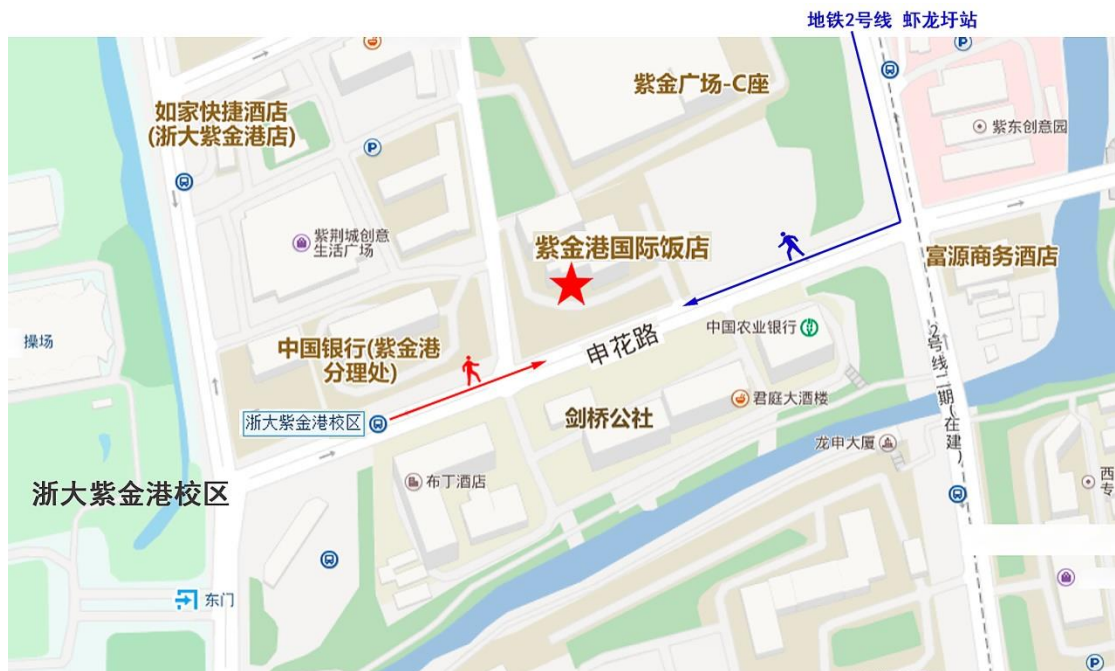 地铁2号线 虾龙圩站
紫金广场-C座
如家快捷酒店
(浙大紫金港店)
紫东创意园
紫荆城创意
生活广场
紫金港国际饭店
富源商务酒店
操场
中国银行(紫金港
分理处)
中国农业银行
申花路
2号线二期(在建)
浙大紫金港校区
剑桥公社
君庭大酒楼
龙申大厦
布丁酒店
西
专
浙大紫金港校区
东门
P
P
P